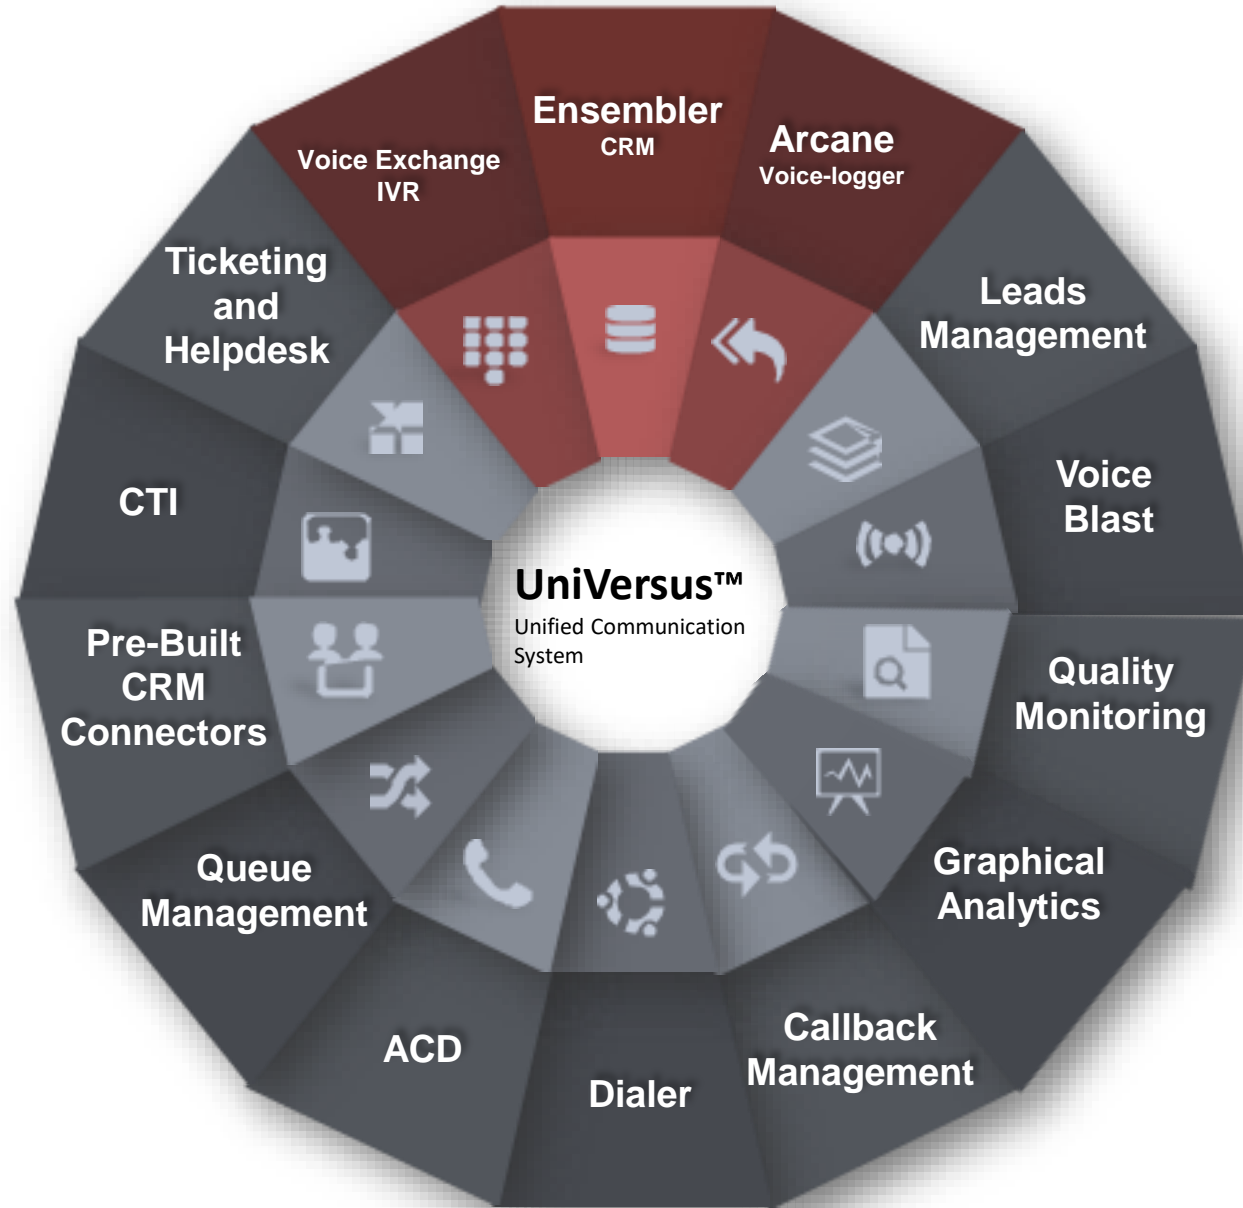 Ensembler
CRM
Arcane
Voice-logger
Leads
Management
Voice
Blast
Quality
Monitoring
Graphical
Analytics
Callback
Management
Dialer
ACD
Queue
Management
Pre-Built
CRM
Connectors
CTI
Ticketing
and
Helpdesk
Voice Exchange
IVR
UniVersus™
Unified Communication
System